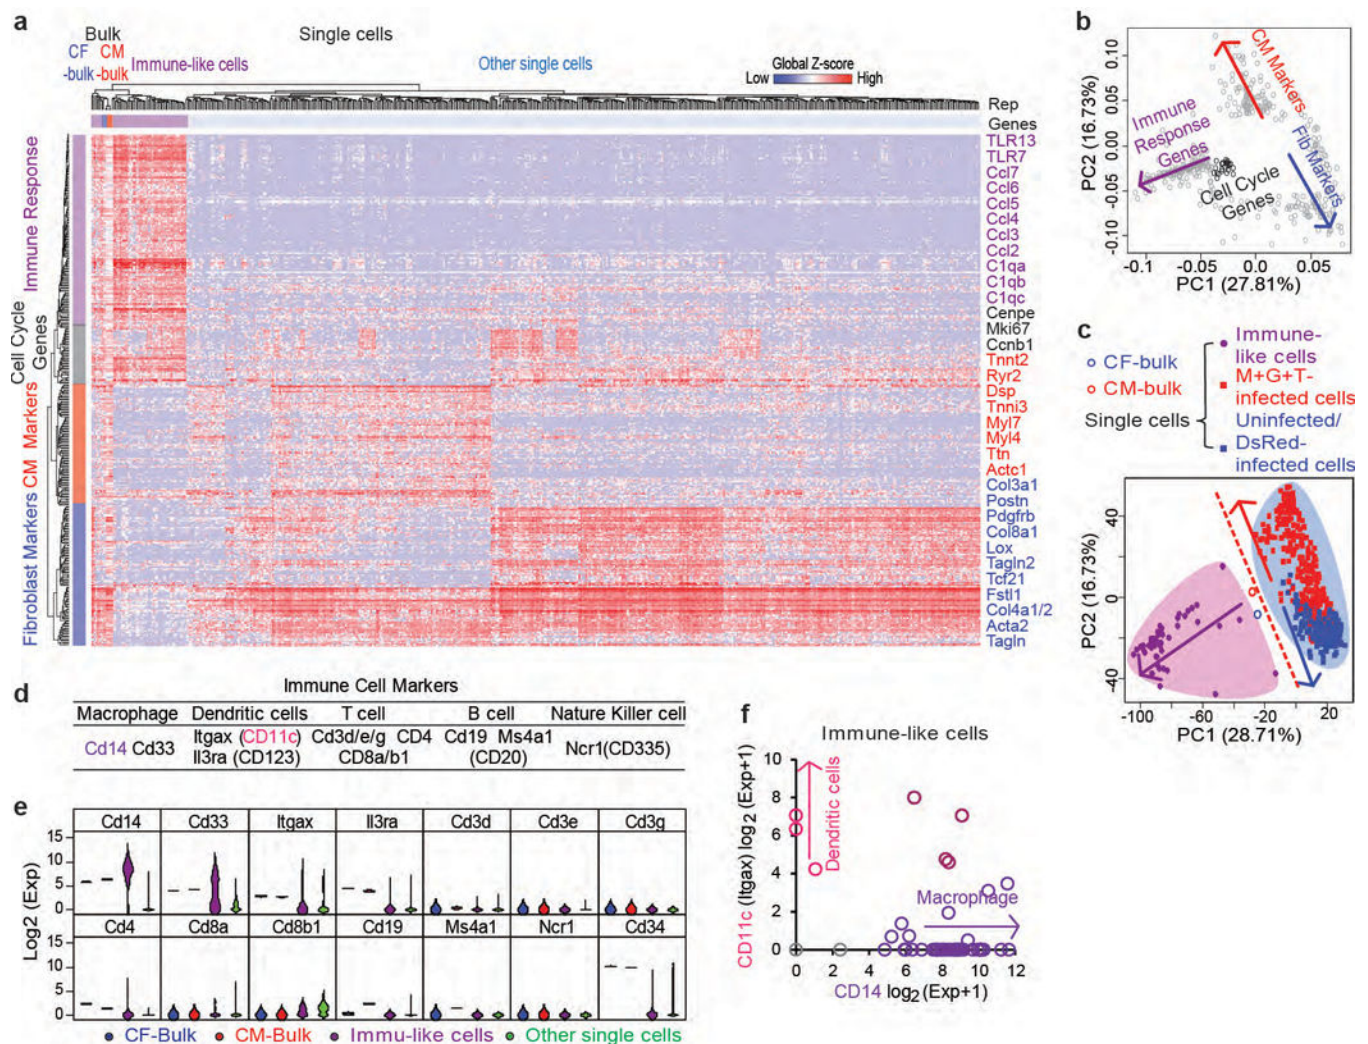 a
Bulk
CF CM
-bulk -bulk
Single cells
Immune-like cells
Other single cells
Global Z-score
Low High
Rep
Genes
Immune Response
Cell Cycle
Genes
CM Markers
Fibroblast Markers
TLR13
TLR7
Ccl7
Ccl6
Ccl5
Ccl4
Ccl3
Ccl2
C1qa
C1qb
C1qc
Cenpe
Mki67
Ccnb1
Tnnt2
Ryr2
Dsp
Tnni3
Myl7
Myl4
Ttn
Actc1
Col3a1
Postn
Pdgfrb
Col8a1
Lox
Tagln2
Tcf21
Fstl1
Col4a1/2
Acta2
Tagln
b
PC2 (16.73%)
0.10
0.05
0.00
-0.05
-0.10
CM Markers
Immune
Response
Genes
Fib Markers
Cell Cycle
Genes
-0.1 -0.05 0.0 0.05
PC1 (27.81%)
c
CF-bulk
CM-bulk
Single cells
Immune-
like cells
M+G+T-
infected cells
Uninfected/
DsRed-
infected cells
PC2 (16.73%)
40
0
-40
-100 -60 -20 20
PC1 (28.71%)
d
Immune Cell Markers
Macrophage Dendritic cells T cell B cell Nature Killer cell
Cd14 Cd33 Itgax (CD11c) Cd3d/e/g CD4 Cd19 Ms4a1 Ncr1(CD335)
Il3ra (CD123) CD8a/b1 (CD20)
e
Log2 (Exp)
Cd14 Cd33 Itgax Il3ra Cd3d Cd3e Cd3g
15
10
5
0
Cd4 Cd8a Cd8b1 Cd19 Ms4a1 Ncr1 Cd34
15
10
5
0
CF-Bulk CM-Bulk Immu-like cells Other single cells
f
Immune-like cells
CD11c (Itgax) log2 (Exp+1)
10
8
6
4
2
0
Dendritic cells
Macrophage
0 2 4 6 8 10 12
CD14 log2 (Exp+1)